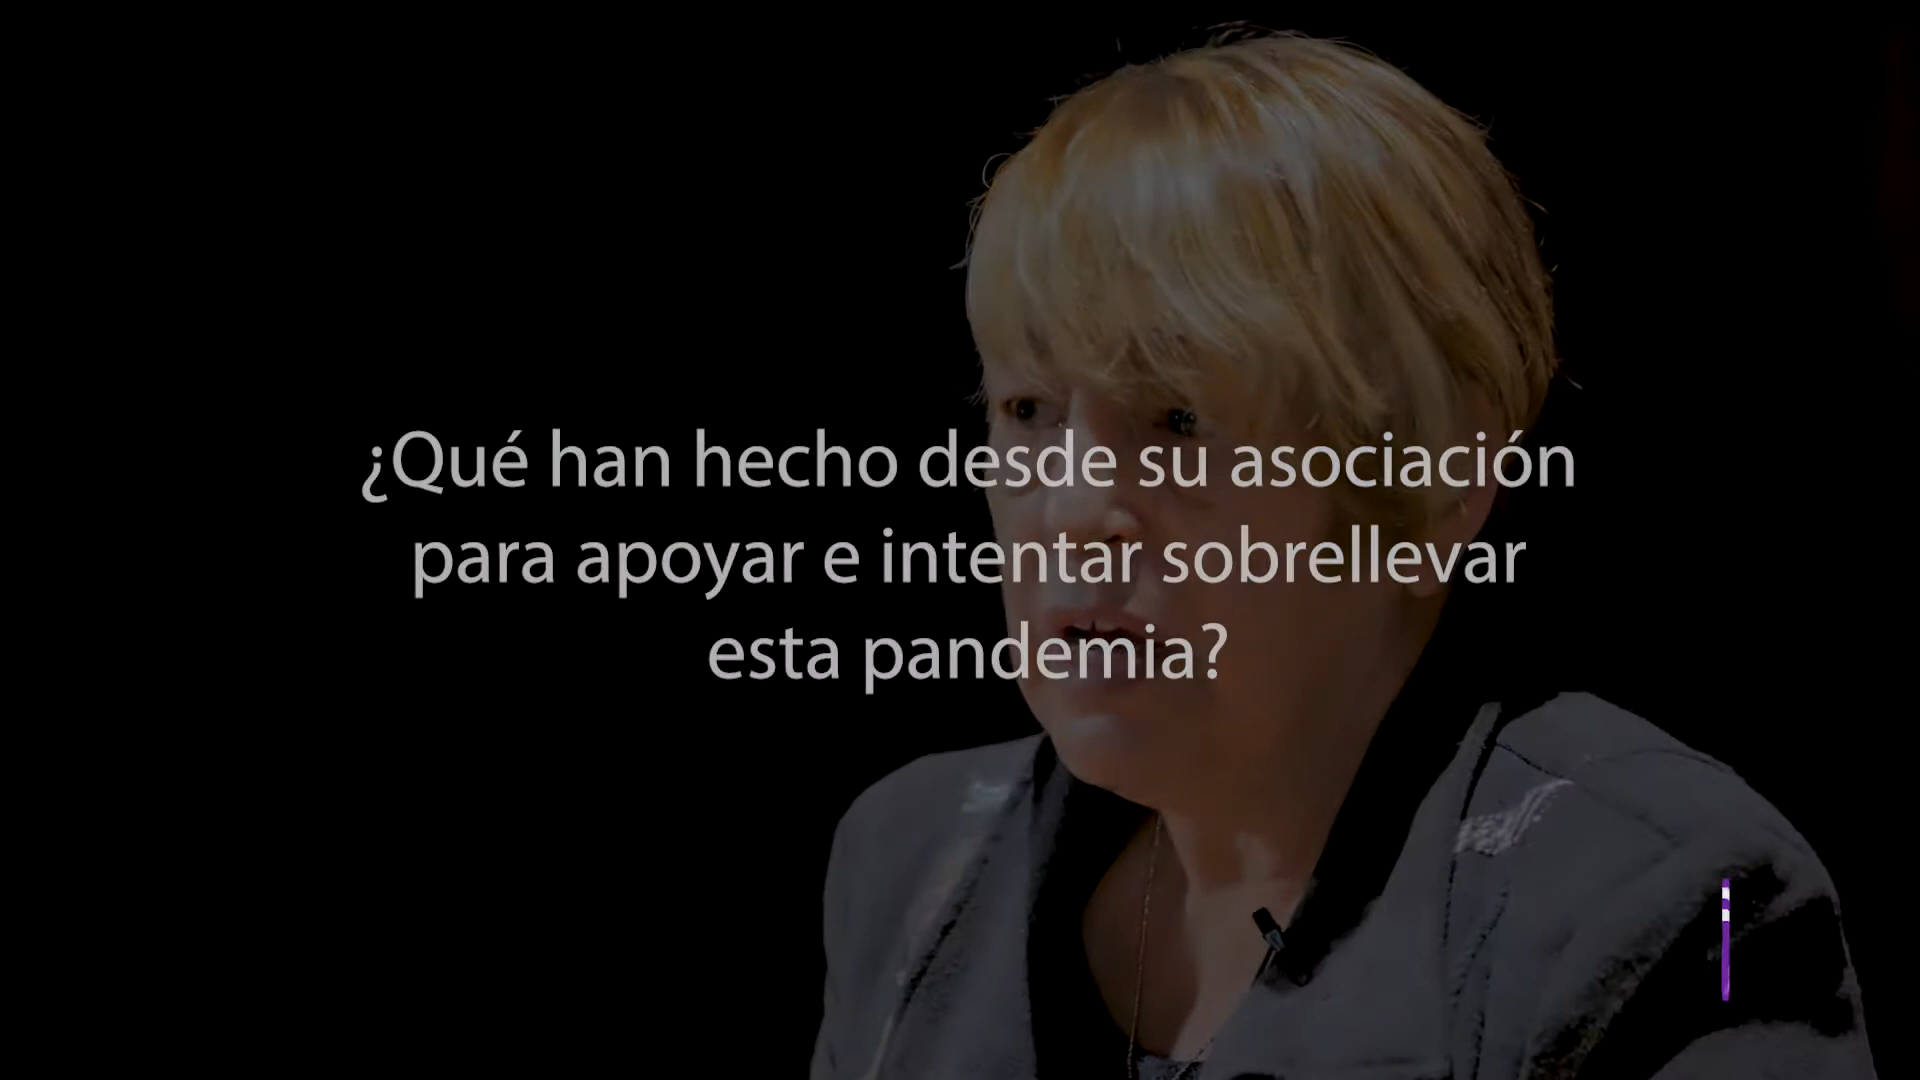 ¿Qué han hecho desde su asociación
para apoyar e intentar sobrellevar
esta pandemia?